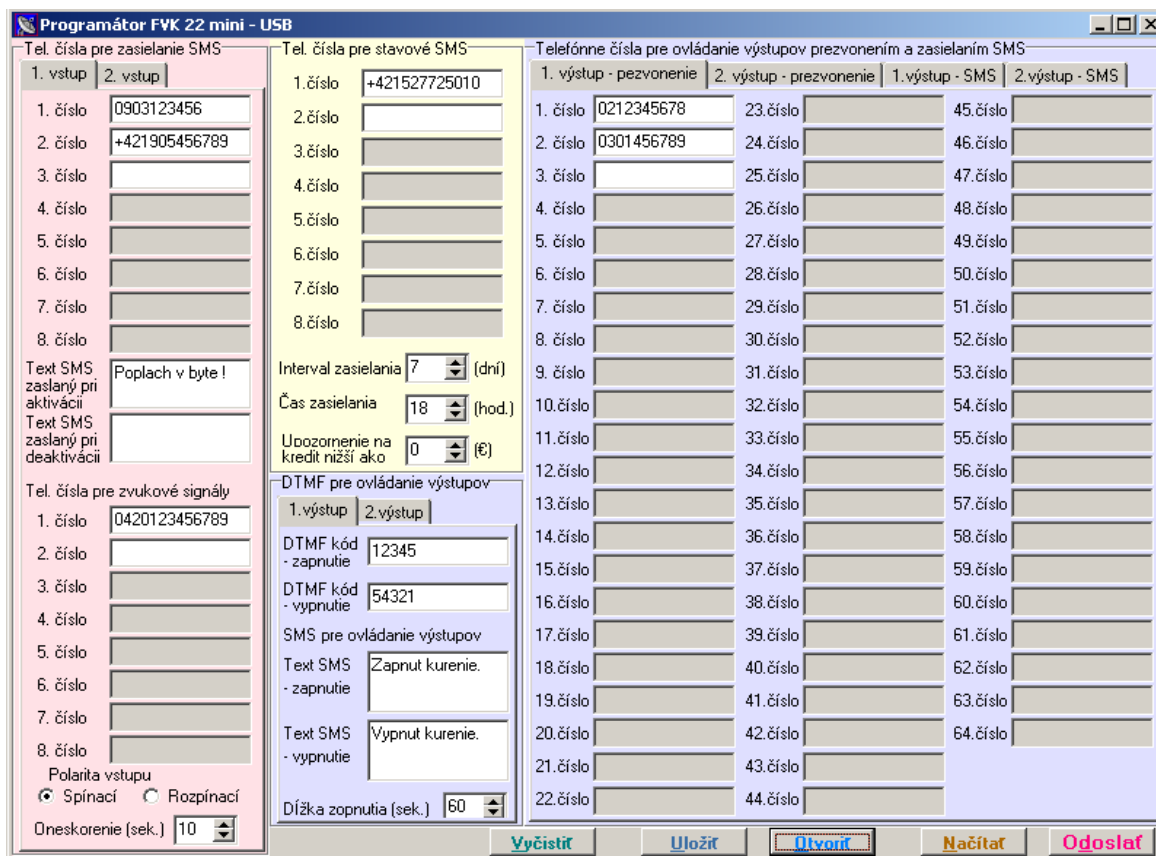 Programátor FVK 22 mini - USB
Tel. čísla pre zasielanie SMS
1. vstup
2. vstup
1. číslo 0903123456
2. číslo +421905456789
3. číslo
4. číslo
5. číslo
6. číslo
7. číslo
8. číslo
Text SMS
zaslaný pri
aktivácii
Poplach v byte !
Text SMS
zaslaný pri
deaktivácii
Tel. čísla pre zvukové signály
1. číslo 0420123456789
2. číslo
3. číslo
4. číslo
5. číslo
6. číslo
7. číslo
8. číslo
Polarita vstupu
Spínací Rozpínací
Oneskorenie (sek.) 10
Tel. čísla pre stavové SMS
1.číslo +421527725010
2.číslo
3.číslo
4.číslo
5.číslo
6.číslo
7.číslo
8.číslo
Interval zasielania 7 (dní)
Čas zasielania 18 (hod.)
Upozornenie na
kredit nižší ako 0 (€)
DTMF pre ovládanie výstupov
1.výstup 2.výstup
DTMF kód
- zapnutie
12345
DTMF kód
- vypnutie
54321
SMS pre ovládanie výstupov
Text SMS
- zapnutie
Zapnut kurenie.
Text SMS
- vypnutie
Vypnut kurenie.
Dĺžka zopnutia (sek.) 60
Telefónne čísla pre ovládanie výstupov prezvonením a zasielaním SMS
1. výstup - pezvonenie 2. výstup - prezvonenie 1.výstup - SMS 2.výstup - SMS
1. číslo 0212345678
2. číslo 0301456789
3. číslo
4. číslo
5. číslo
6. číslo
7. číslo
8. číslo
9. číslo
10.číslo
11.číslo
12.číslo
13.číslo
14.číslo
15.číslo
16.číslo
17.číslo
18.číslo
19.číslo
20.číslo
21.číslo
22.číslo
23.číslo
24.číslo
25.číslo
26.číslo
27.číslo
28.číslo
29.číslo
30.číslo
31.číslo
32.číslo
33.číslo
34.číslo
35.číslo
36.číslo
37.číslo
38.číslo
39.číslo
40.číslo
41.číslo
42.číslo
43.číslo
44.číslo
45.číslo
46.číslo
47.číslo
48.číslo
49.číslo
50.číslo
51.číslo
52.číslo
53.číslo
54.číslo
55.číslo
56.číslo
57.číslo
58.číslo
59.číslo
60.číslo
61.číslo
62.číslo
63.číslo
64.číslo
Vyčistiť Uložiť Otvoriť Načítať Odoslať